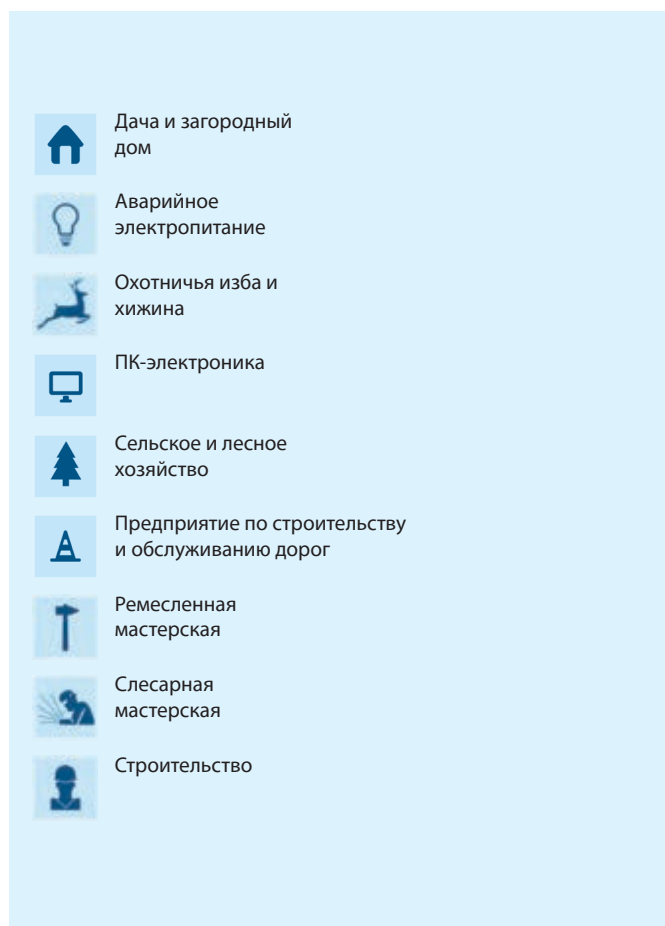 Дача и загородный
дом
Аварийное
электропитание
Охотничья изба и
хижина
ПК-электроника
Сельское и лесное
хозяйство
Предприятие по строительству
и обслуживанию дорог
Ремесленная
мастерская
Слесарная
мастерская
Строительство